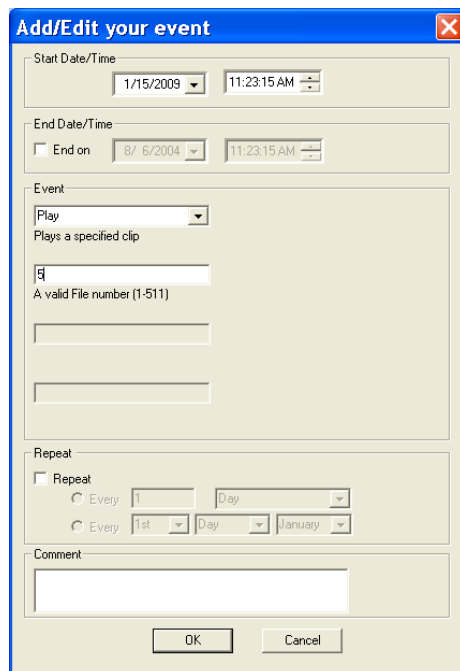 Add/Edit your event
Start Date/Time
1/15/2009 11:23:15 AM
End Date/Time
End on 8/ 6/2004 11:23:15 AM
Event
Play
Plays a specified clip
5
A valid File number (1-511)
Repeat
Repeat
Every 1 Day
Every 1st Day January
Comment
OK Cancel